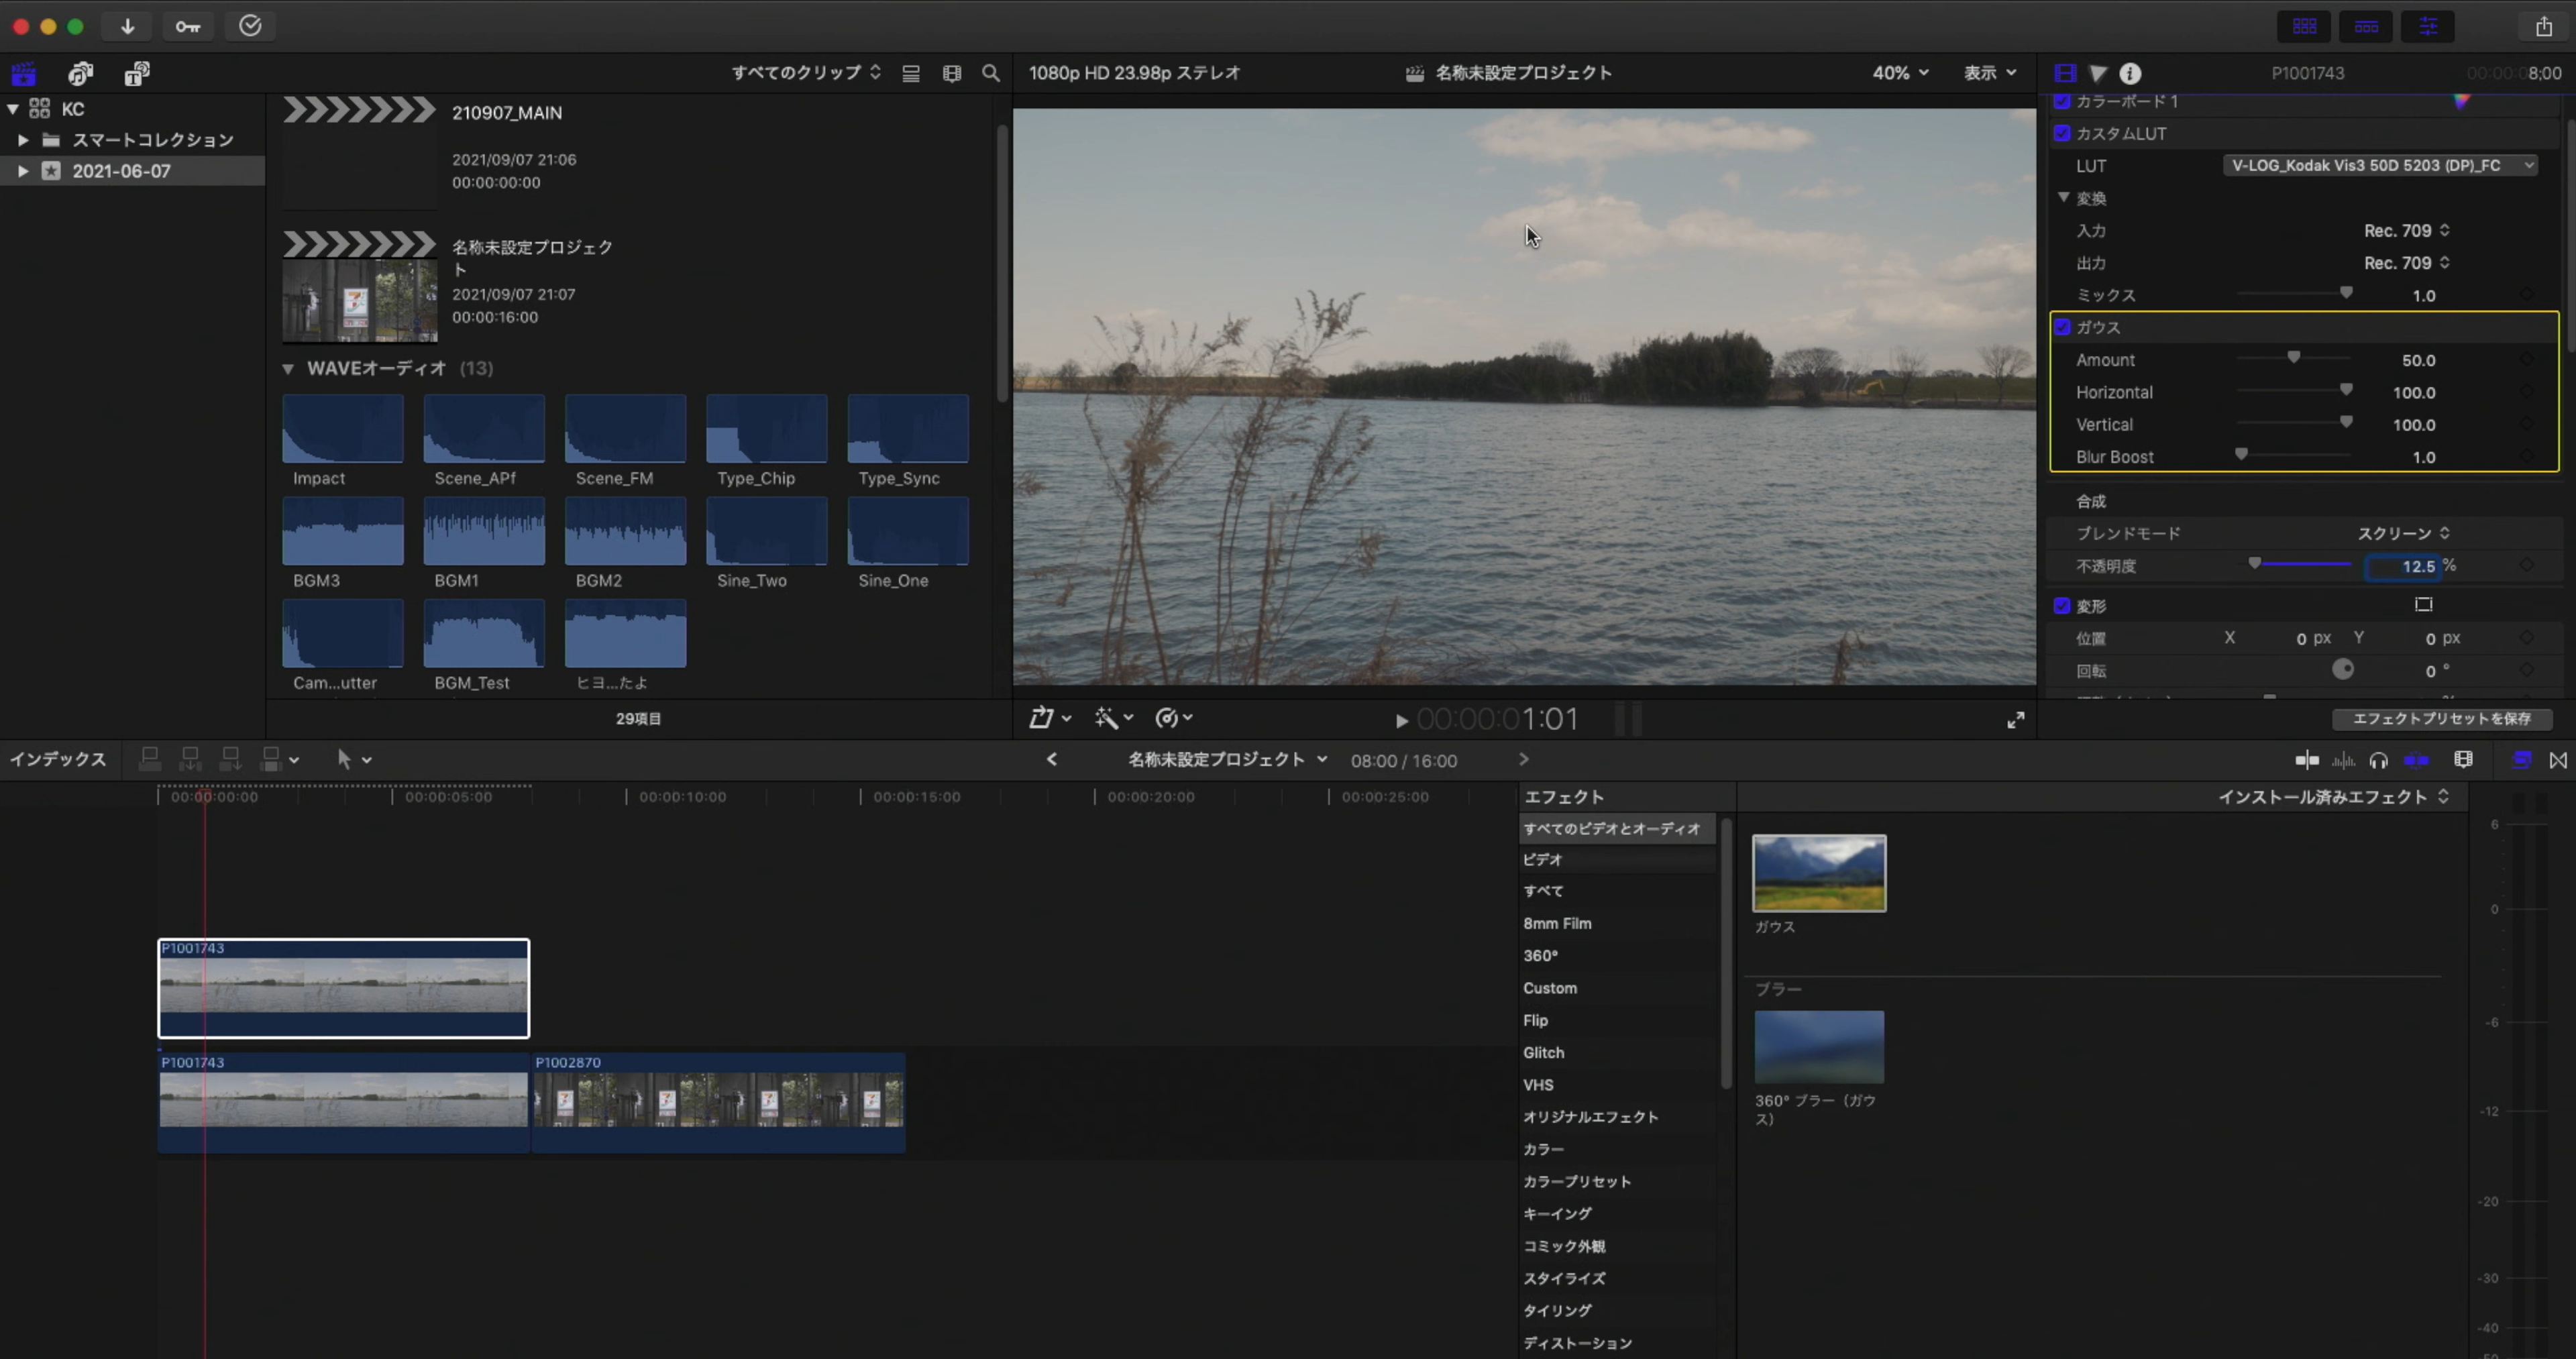 すべてのクリップ
1080p HD 23.98p ステレオ
名称未設定プロジェクト
40%
表示
P1001743
00:00:08;00
KC
スマートコレクション
2021-06-07
210907_MAIN
2021/09/07 21:06
00:00:00:00
名称未設定プロジェク
ト
2021/09/07 21:07
00:00:16:00
WAVEオーディオ (13)
Impact
Scene_APf
Scene_FM
Type_Chip
Type_Sync
BGM3
BGM1
BGM2
Sine_Two
Sine_One
Cam...utter
BGM_Test
ヒヨ...たよ
29項目
00:00:01:01
カラーボード 1
カスタムLUT
LUT
V-LOG_Kodak Vis3 50D 5203 (DP)_FC
変換
入力
Rec. 709
出力
Rec. 709
ミックス
1.0
ガウス
Amount
50.0
Horizontal
100.0
Vertical
100.0
Blur Boost
1.0
合成
ブレンドモード
スクリーン
不透明度
12.5 %
変形
位置
X 0 px Y 0 px
回転
0 °
エフェクトプリセットを保存
インデックス
名称未設定プロジェクト
08:00 / 16:00
00:00:00:00
00:00:05:00
00:00:10:00
00:00:15:00
00:00:20:00
00:00:25:00
P1001743
P1001743
P1002870
エフェクト
インストール済みエフェクト
すべてのビデオとオーディオ
ビデオ
すべて
8mm Film
360°
Custom
Flip
Glitch
VHS
オリジナルエフェクト
カラー
カラープリセット
キーイング
コミック外観
スタイライズ
タイリング
ディストーション
ガウス
ブラー
360° ブラー（ガウ
ス）
6
0
-6
-12
-20
-30
-40